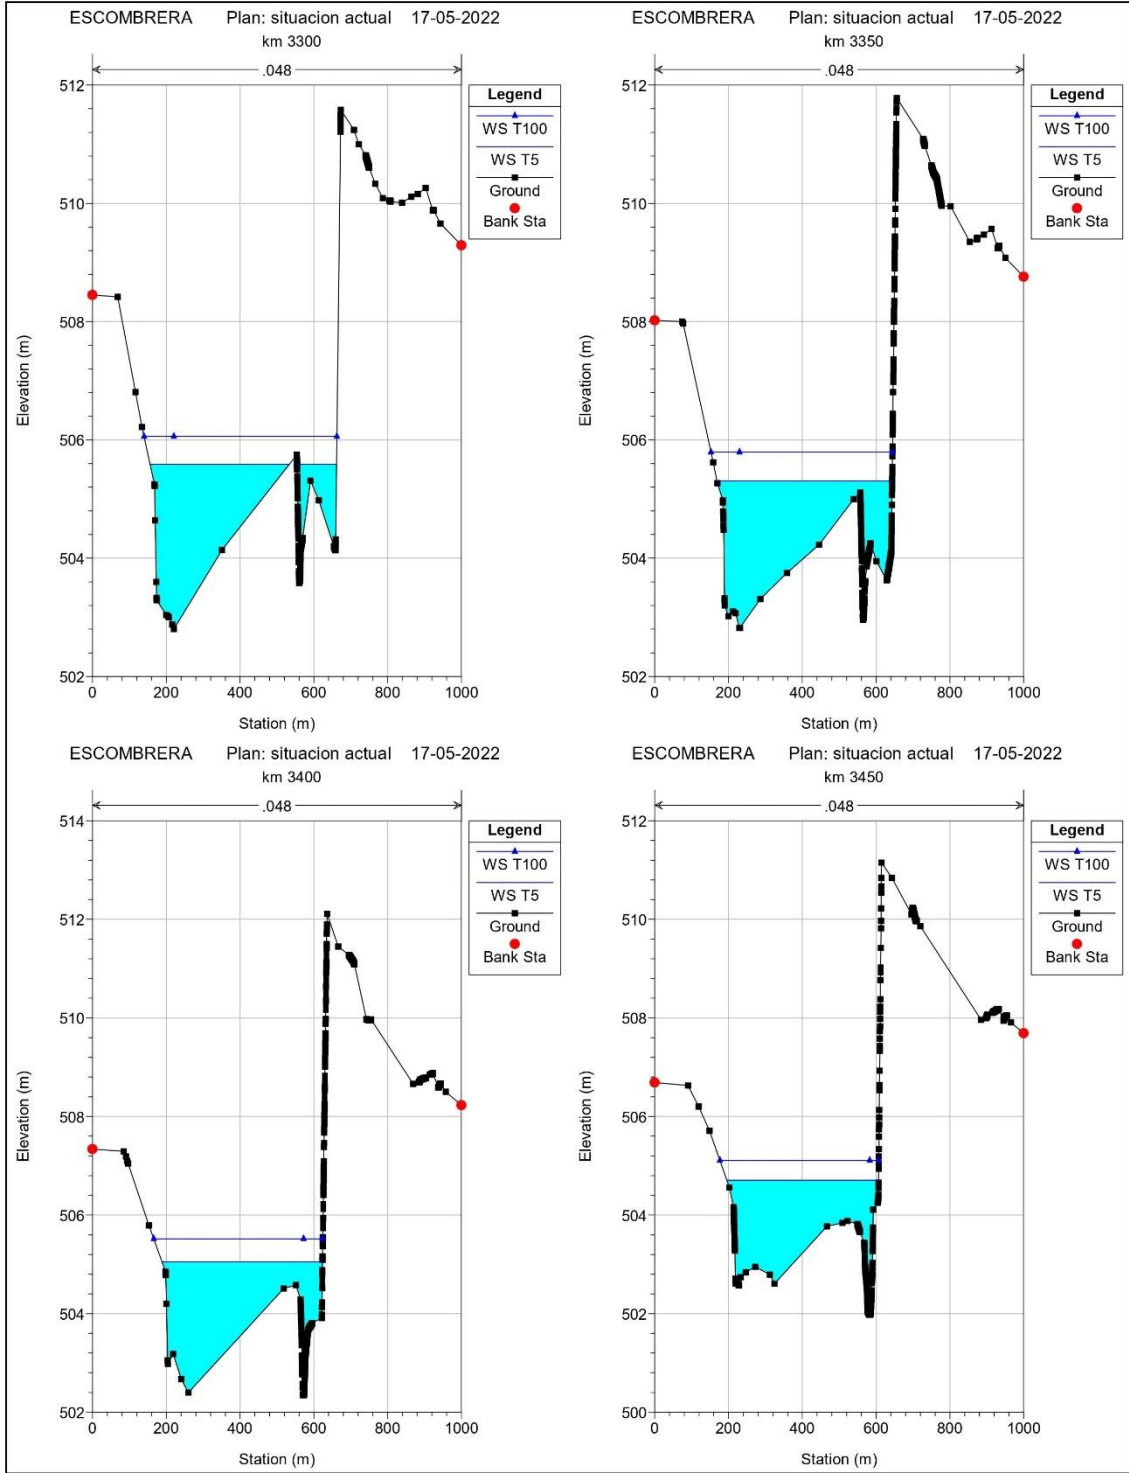 ESCOMBRERA Plan: situacion actual 17-05-2022
km 3300
.048
Legend
WS T100
WS T5
Ground
Bank Sta
512
510
508
506
504
502
0 200 400 600 800 1000
Elevation (m)
Station (m)
ESCOMBRERA Plan: situacion actual 17-05-2022
km 3350
.048
Legend
WS T100
WS T5
Ground
Bank Sta
512
510
508
506
504
502
0 200 400 600 800 1000
Elevation (m)
Station (m)
ESCOMBRERA Plan: situacion actual 17-05-2022
km 3400
.048
Legend
WS T100
WS T5
Ground
Bank Sta
514
512
510
508
506
504
502
0 200 400 600 800 1000
Elevation (m)
Station (m)
ESCOMBRERA Plan: situacion actual 17-05-2022
km 3450
.048
Legend
WS T100
WS T5
Ground
Bank Sta
512
510
508
506
504
502
500
0 200 400 600 800 1000
Elevation (m)
Station (m)